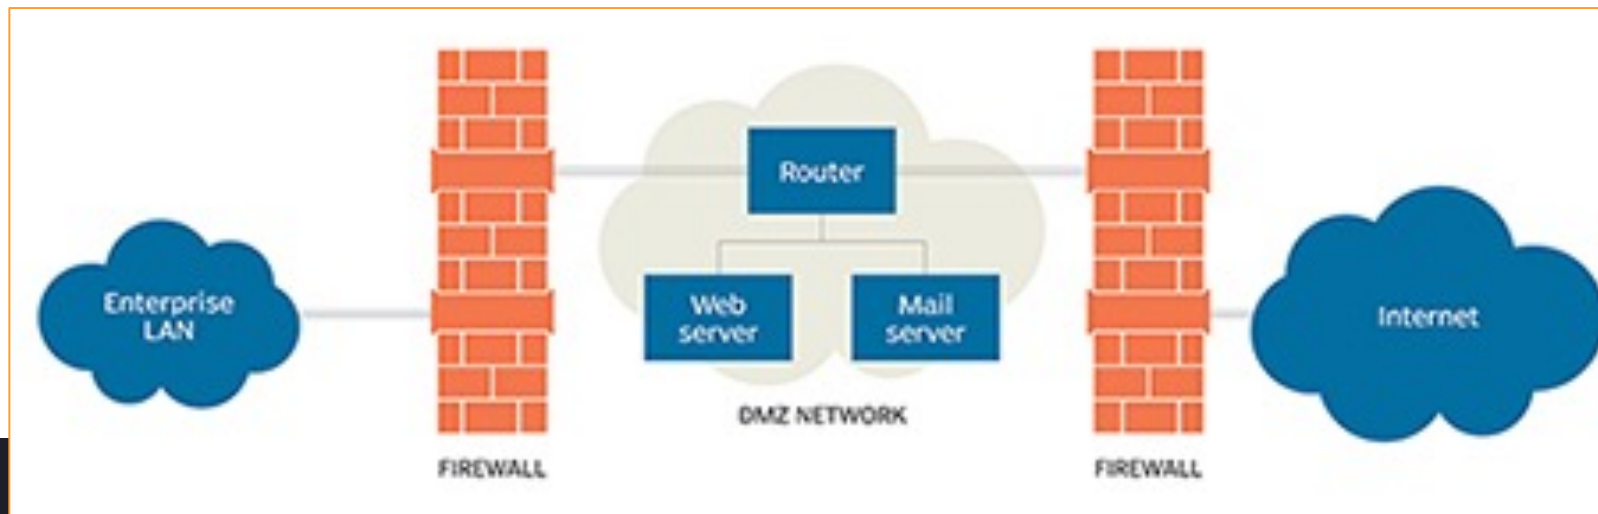 Router
Enterprise
LAN
Web
server
Mail
server
Internet
DMZ NETWORK
FIREWALL
FIREWALL